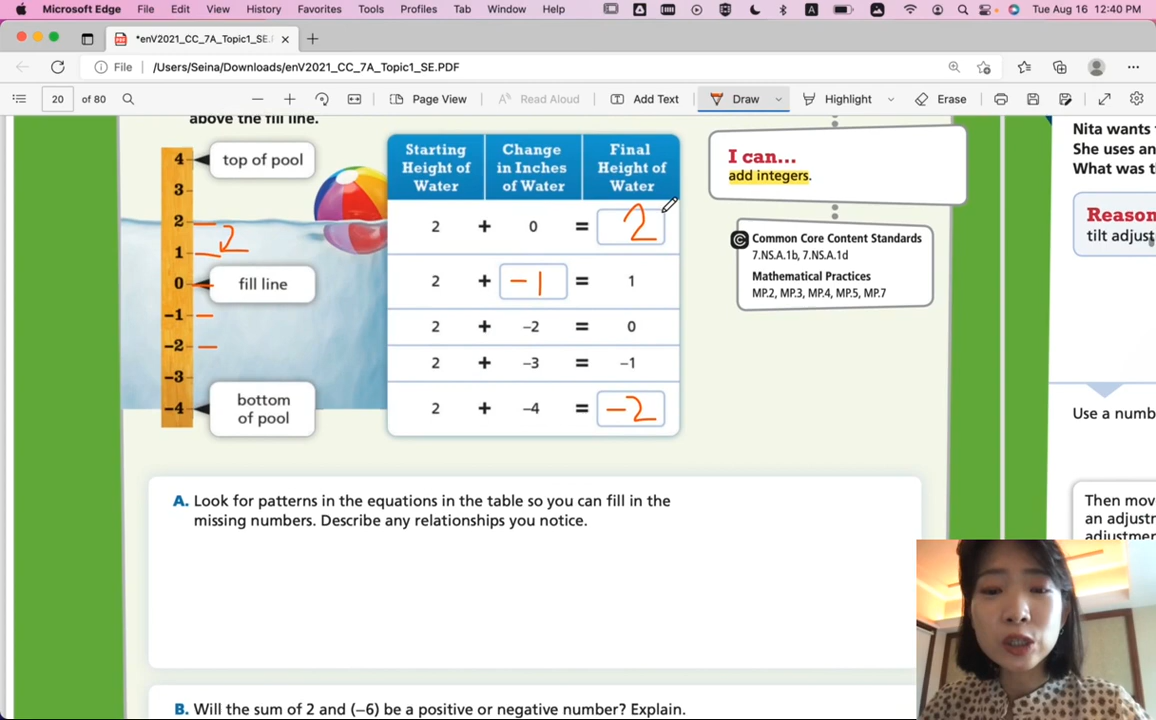 Microsoft Edge File Edit View History Favorites Tools Profiles Tab Window Help Tue Aug 16 12:40 PM
*enV2021_CC_7A_Topic1_SE.
File /Users/Seina/Downloads/enV2021_CC_7A_Topic1_SE.PDF
20 of 80 Page View Read Aloud Add Text Draw Highlight Erase
above the fill line.
4 top of pool
3
2
1
0 fill line
-1
-2
-3
-4 bottom of pool
2
Starting Height of Water Change in Inches of Water Final Height of Water
2 + 0 = 2
2 + -1 = 1
2 + -2 = 0
2 + -3 = -1
2 + -4 = -2
I can...
add integers.
C Common Core Content Standards
7.NS.A.1b, 7.NS.A.1d
Mathematical Practices
MP.2, MP.3, MP.4, MP.5, MP.7
Nita wants
She uses an
What was t
Reason
tilt adjust
Use a numb
Then mov
an adjustr
adjustmer
A. Look for patterns in the equations in the table so you can fill in the
missing numbers. Describe any relationships you notice.
B. Will the sum of 2 and (−6) be a positive or negative number? Explain.